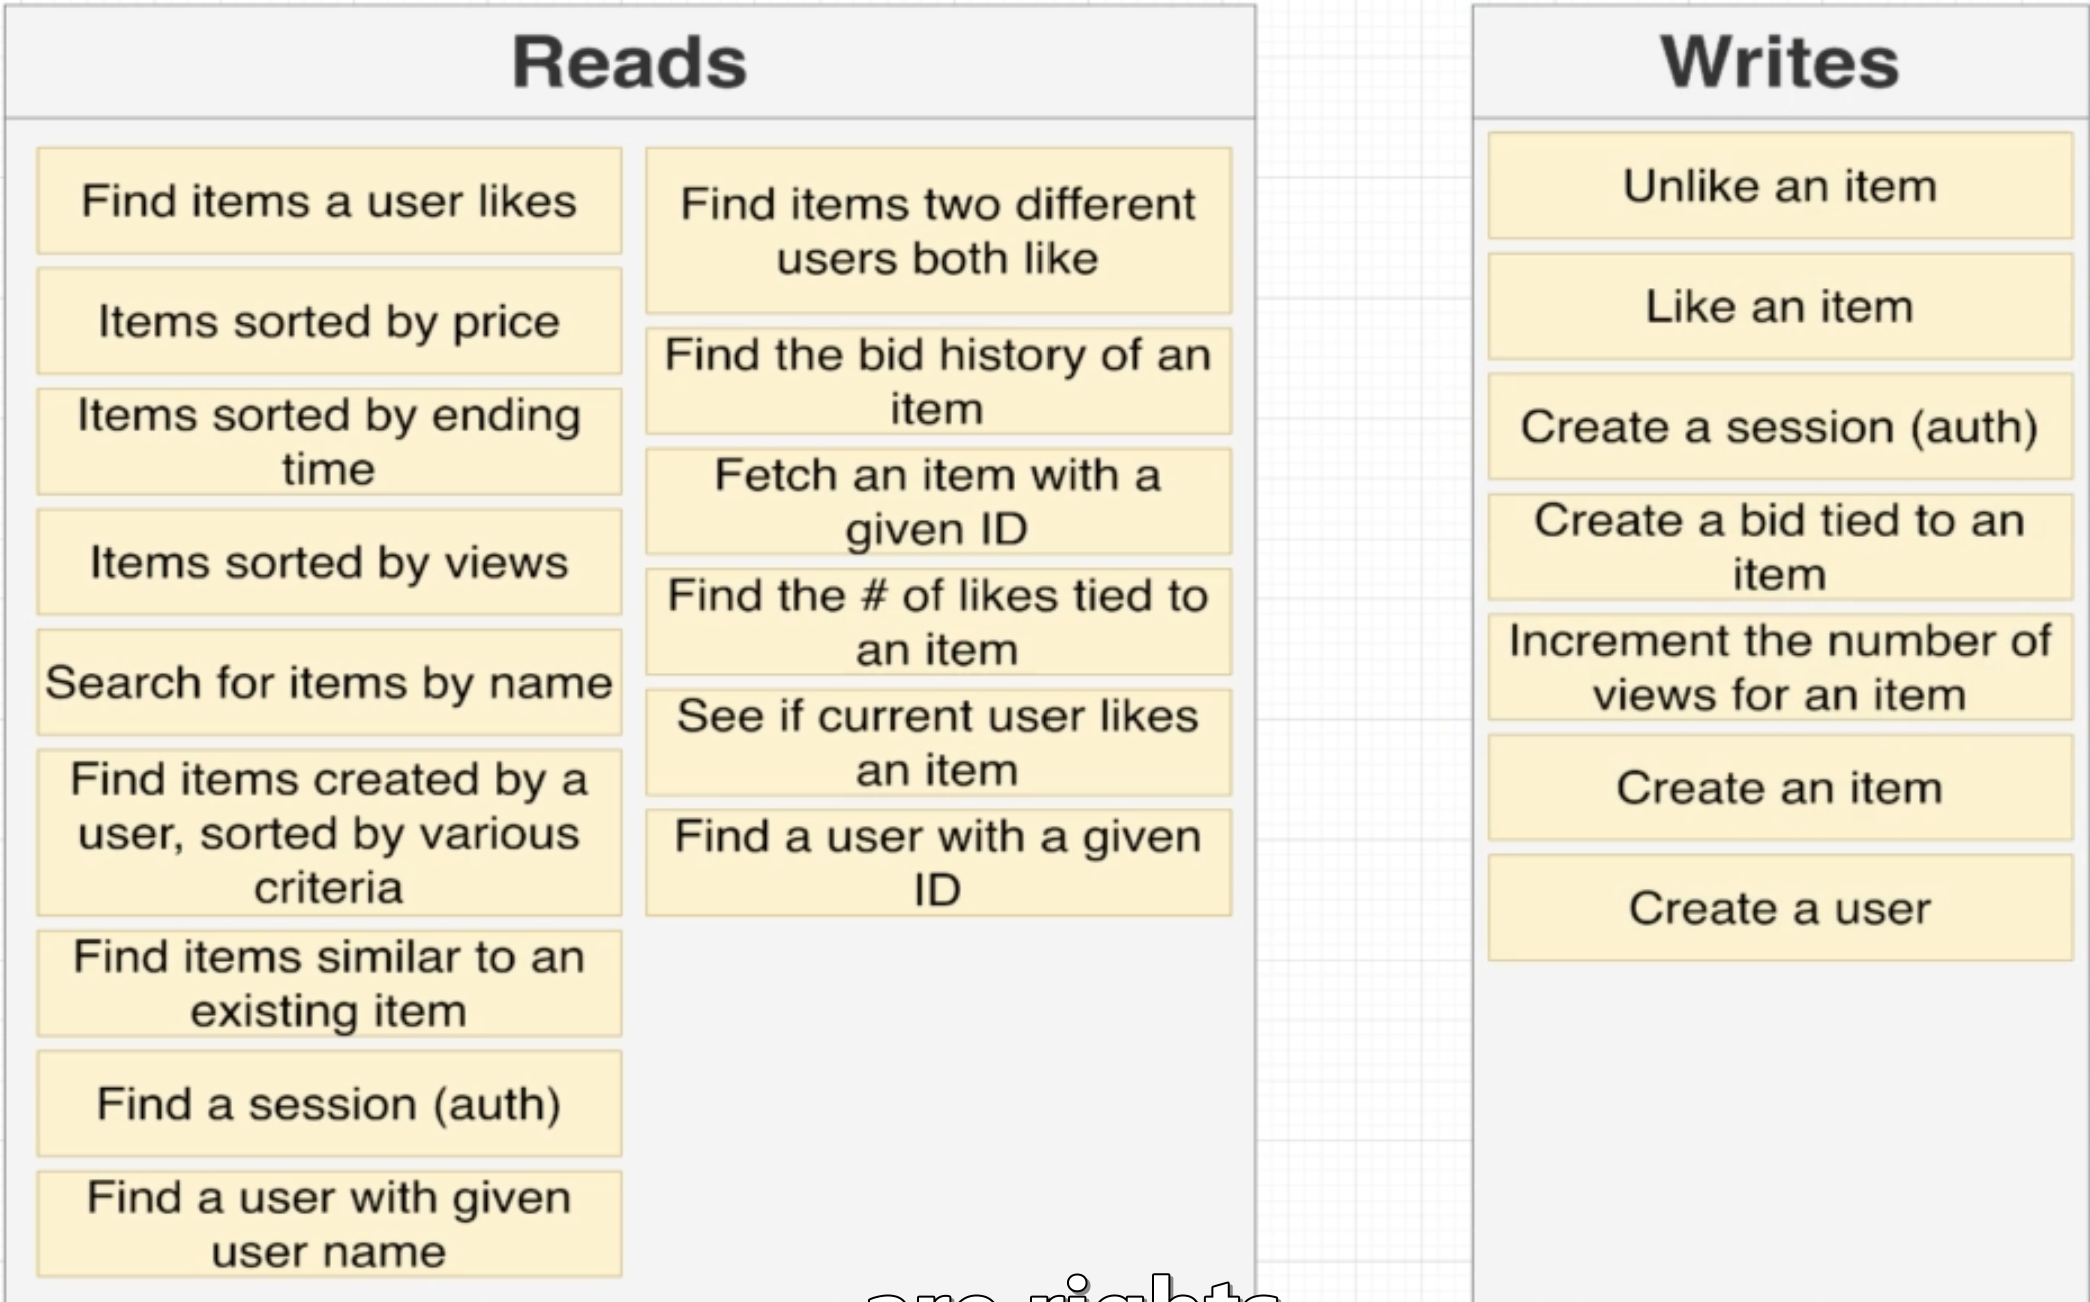 Reads
Find items a user likes
Items sorted by price
Items sorted by ending
time
Items sorted by views
Search for items by name
Find items created by a
user, sorted by various
criteria
Find items similar to an
existing item
Find a session (auth)
Find a user with given
user name
Find items two different
users both like
Find the bid history of an
item
Fetch an item with a
given ID
Find the # of likes tied to
an item
See if current user likes
an item
Find a user with a given
ID
Writes
Unlike an item
Like an item
Create a session (auth)
Create a bid tied to an
item
Increment the number of
views for an item
Create an item
Create a user
are rights